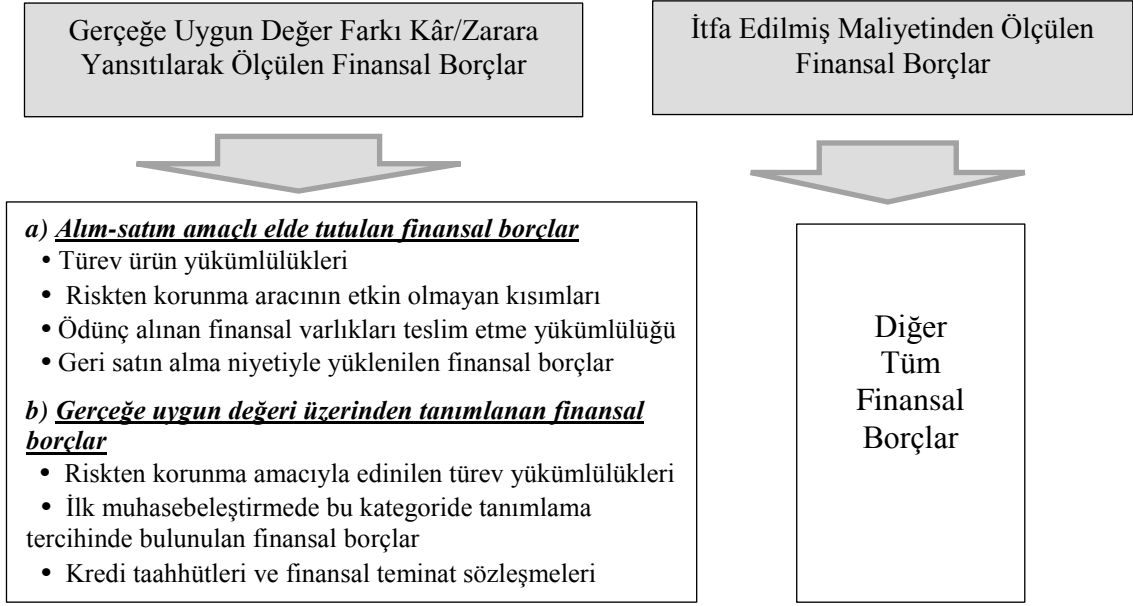 Gerçeğe Uygun Değer Farkı Kâr/Zarara
Yansıtılarak Ölçülen Finansal Borçlar
İtfa Edilmiş Maliyetinden Ölçülen
Finansal Borçlar
a) Alım-satım amaçlı elde tutulan finansal borçlar
• Türev ürün yükümlülükleri
• Riskten korunma aracının etkin olmayan kısımları
• Ödünç alınan finansal varlıkları teslim etme yükümlülüğü
• Geri satın alma niyetiyle yüklenilen finansal borçlar
b) Gerçeğe uygun değeri üzerinden tanımlanan finansal
borçlar
• Riskten korunma amacıyla edinilen türev yükümlülükleri
• İlk muhasebeleştirmede bu kategoride tanımlama
tercihinde bulunulan finansal borçlar
• Kredi taahhütleri ve finansal teminat sözleşmeleri
Diğer
Tüm
Finansal
Borçlar